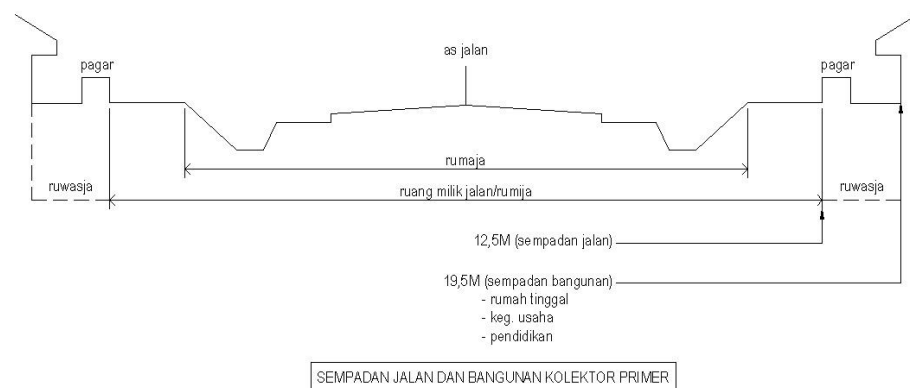 as jalan
pagar
pagar
rumaja
ruwasja
ruang milik jalan/rumija
ruwasja
12,5M (sempadan jalan)
19,5M (sempadan bangunan)
- rumah tinggal
- keg. usaha
- pendidikan
SEMPADAN JALAN DAN BANGUNAN KOLEKTOR PRIMER